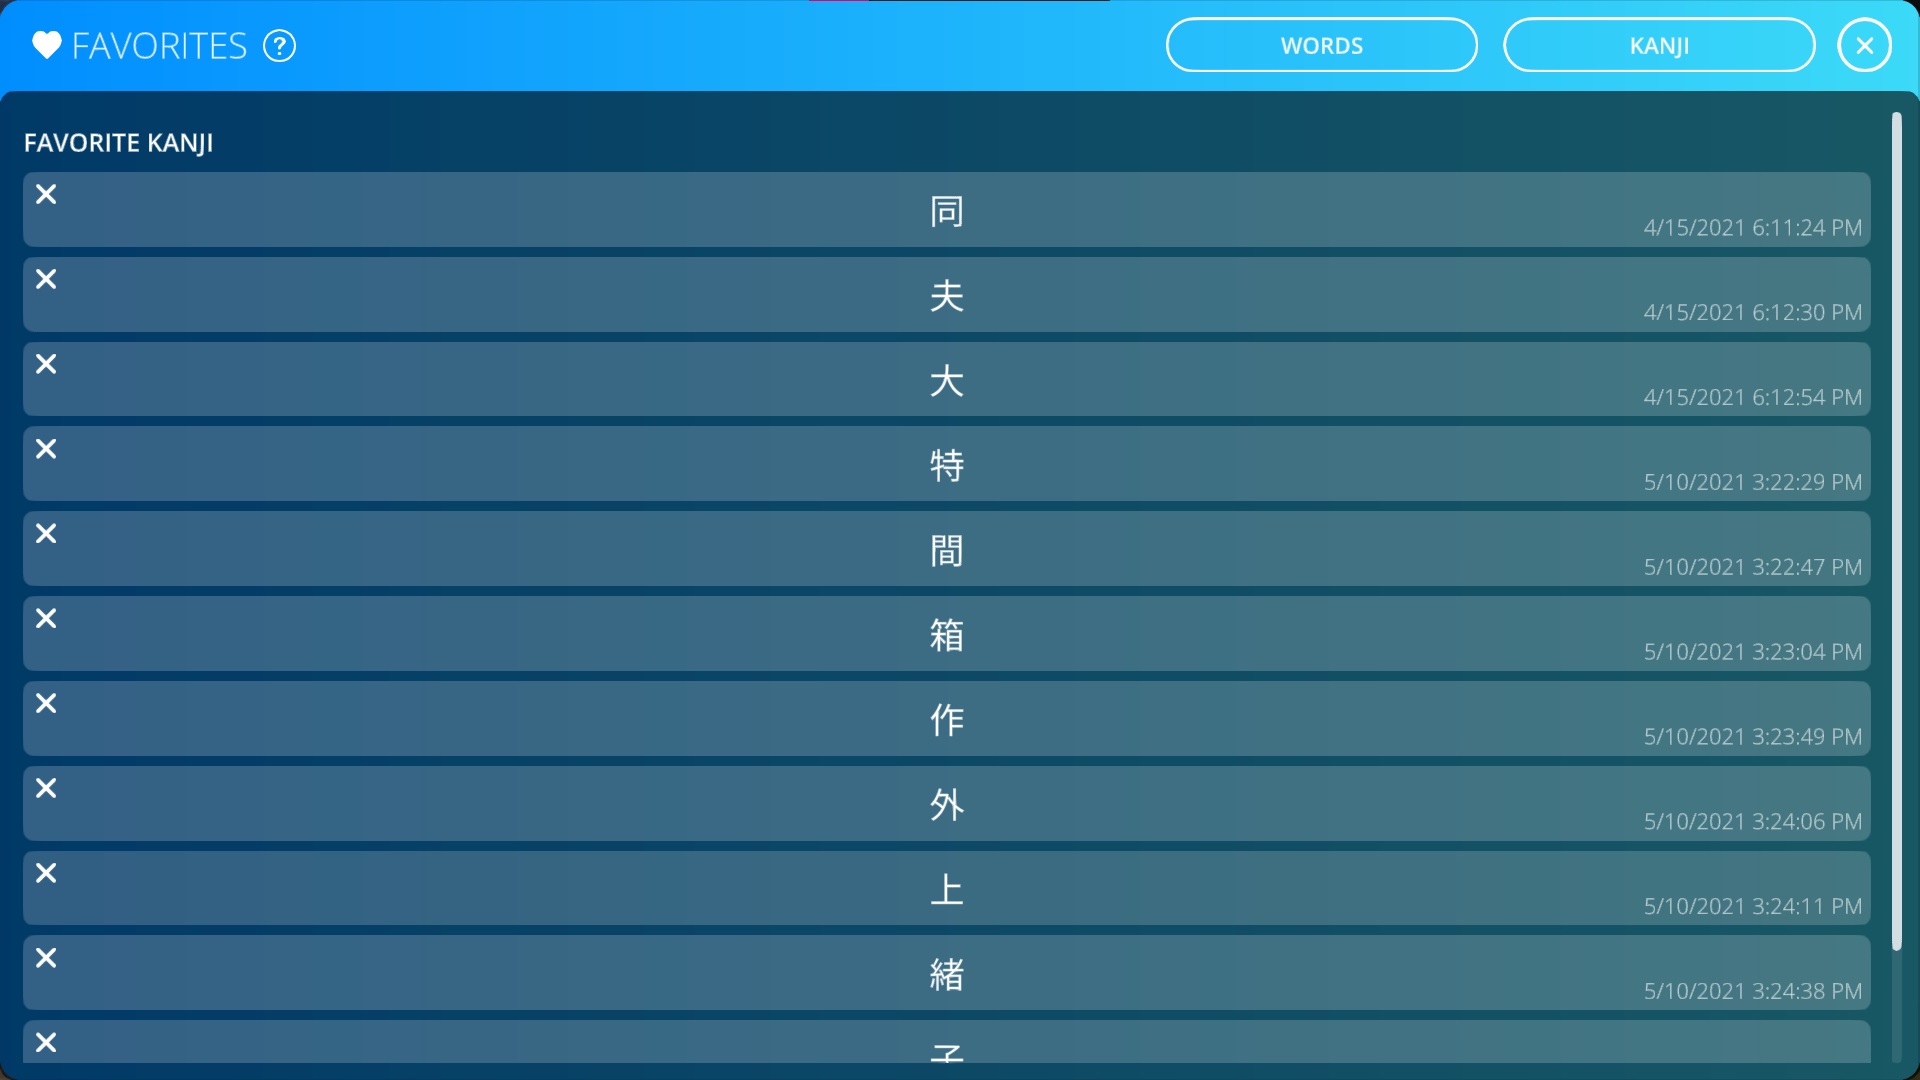 FAVORITES ?
WORDS
KANJI
FAVORITE KANJI
同
4/15/2021 6:11:24 PM
夫
4/15/2021 6:12:30 PM
大
4/15/2021 6:12:54 PM
特
5/10/2021 3:22:29 PM
間
5/10/2021 3:22:47 PM
箱
5/10/2021 3:23:04 PM
作
5/10/2021 3:23:49 PM
外
5/10/2021 3:24:06 PM
上
5/10/2021 3:24:11 PM
緒
5/10/2021 3:24:38 PM